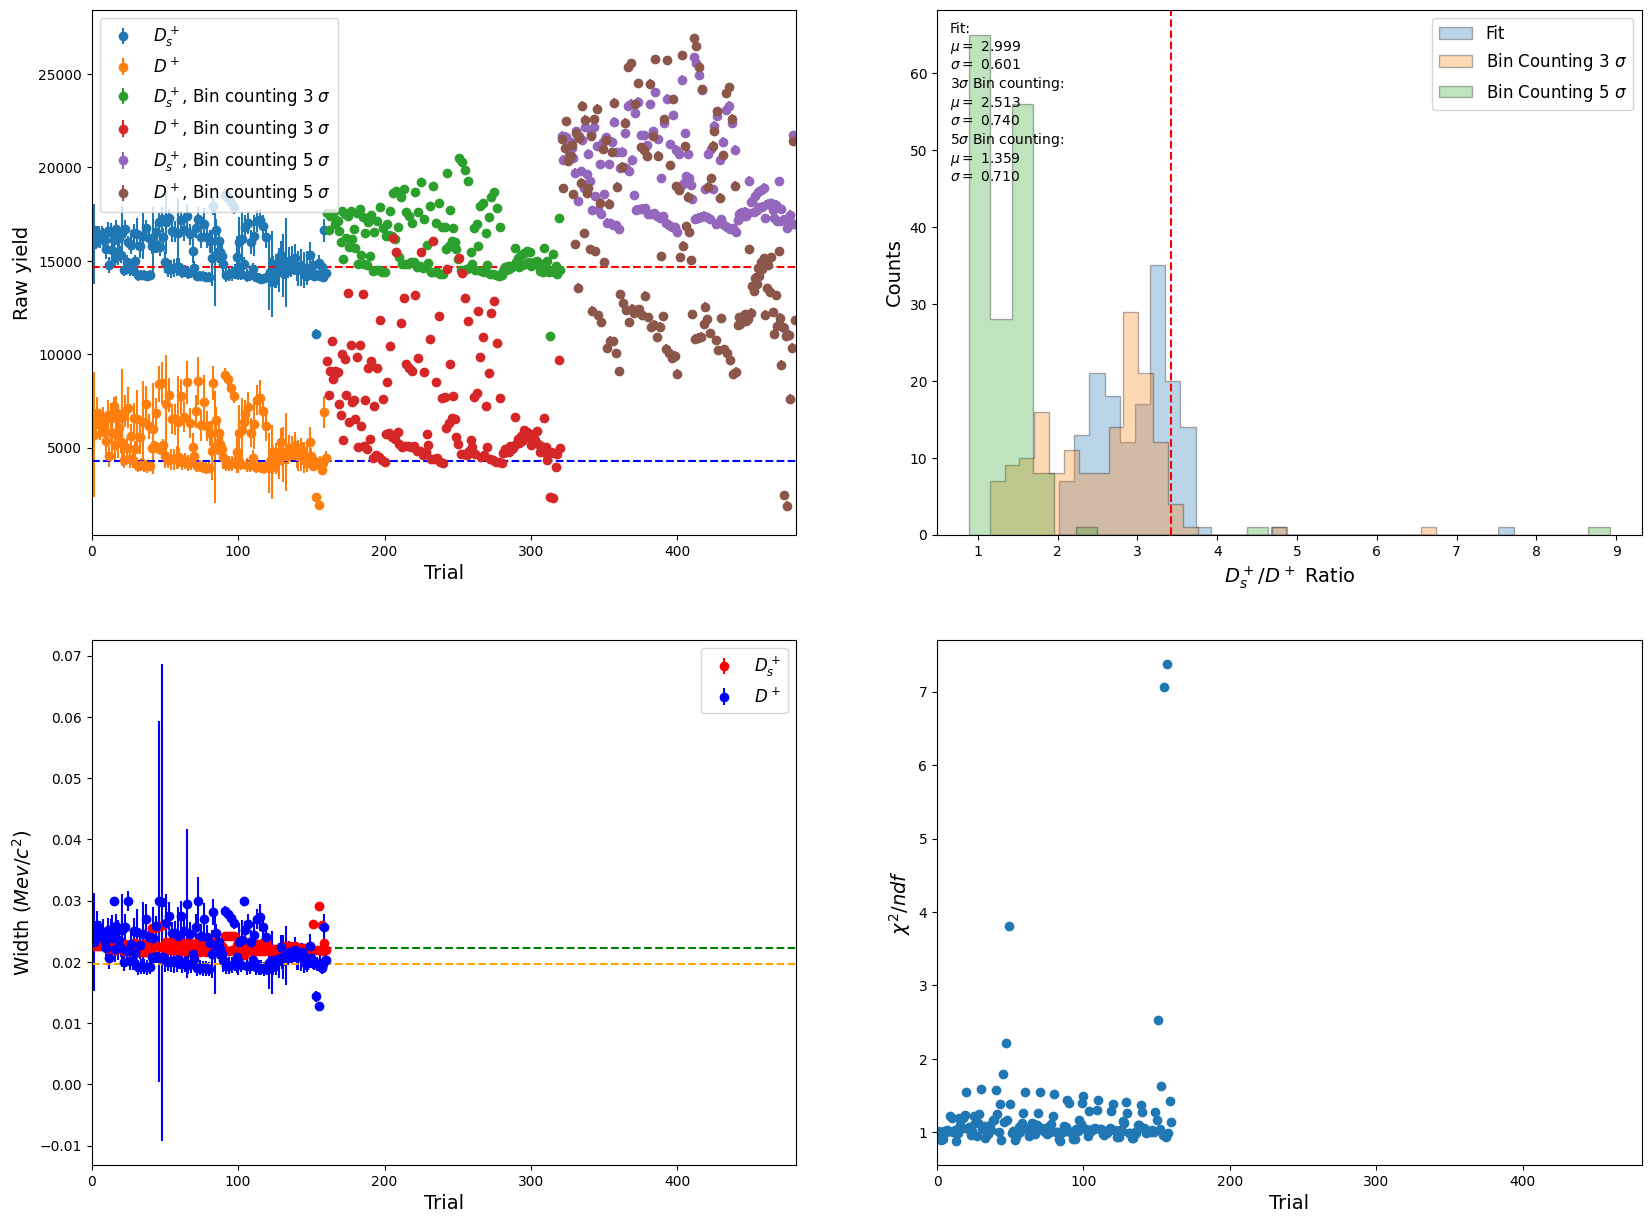 25000
20000
15000
10000
5000
Raw yield
0
100
200
300
400
Trial
D_s^+
D^+
D_s^+, Bin counting 3 σ
D^+, Bin counting 3 σ
D_s^+, Bin counting 5 σ
D^+, Bin counting 5 σ
60
50
40
30
20
10
0
Counts
1
2
3
4
5
6
7
8
9
D_s^+/D^+ Ratio
Fit:
μ = 2.999
σ = 0.601
3σ Bin counting:
μ = 2.513
σ = 0.740
5σ Bin counting:
μ = 1.359
σ = 0.710
Fit
Bin Counting 3 σ
Bin Counting 5 σ
0.07
0.06
0.05
0.04
0.03
0.02
0.01
0.00
−0.01
Width (Mev/c^2)
0
100
200
300
400
Trial
D_s^+
D^+
7
6
5
4
3
2
1
χ^2/ndf
0
100
200
300
400
Trial